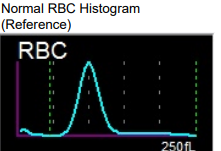 Normal RBC Histogram
(Reference)
RBC
250fL